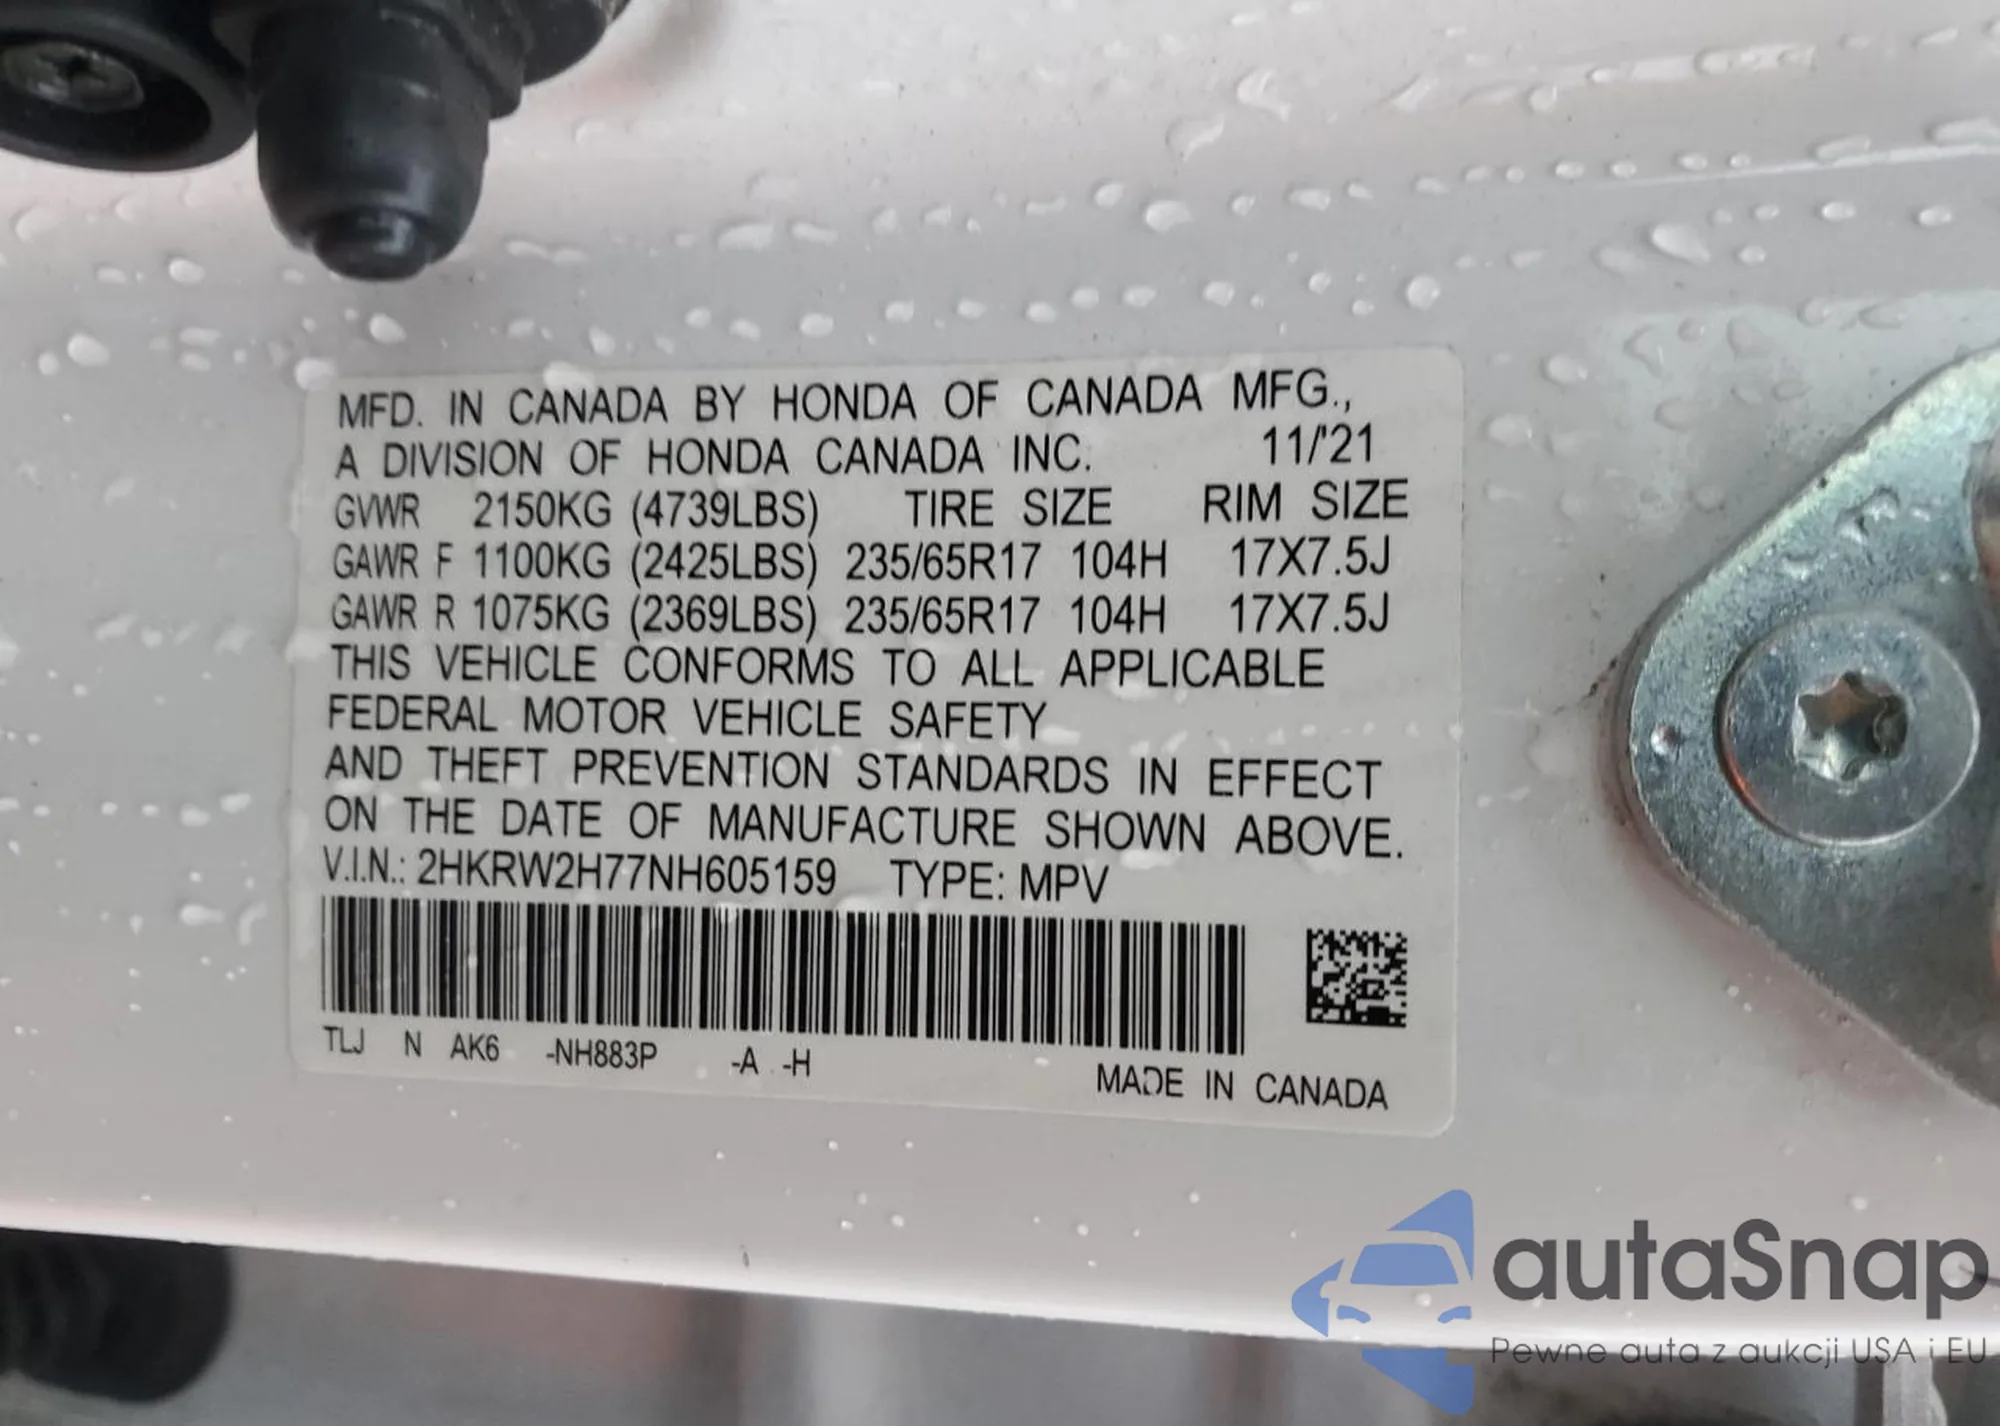 MFD. IN CANADA BY HONDA OF CANADA MFG.,
A DIVISION OF HONDA CANADA INC. 11/'21
GVWR 2150KG (4739LBS) TIRE SIZE RIM SIZE
GAWR F 1100KG (2425LBS) 235/65R17 104H 17X7.5J
GAWR R 1075KG (2369LBS) 235/65R17 104H 17X7.5J
THIS VEHICLE CONFORMS TO ALL APPLICABLE
FEDERAL MOTOR VEHICLE SAFETY
AND THEFT PREVENTION STANDARDS IN EFFECT
ON THE DATE OF MANUFACTURE SHOWN ABOVE.
V.I.N.: 2HKRW2H77NH605159 TYPE: MPV
TLJ N AK6 -NH883P -A -H
MADE IN CANADA
autaSnap
Pewne auta z aukcji USA i EU